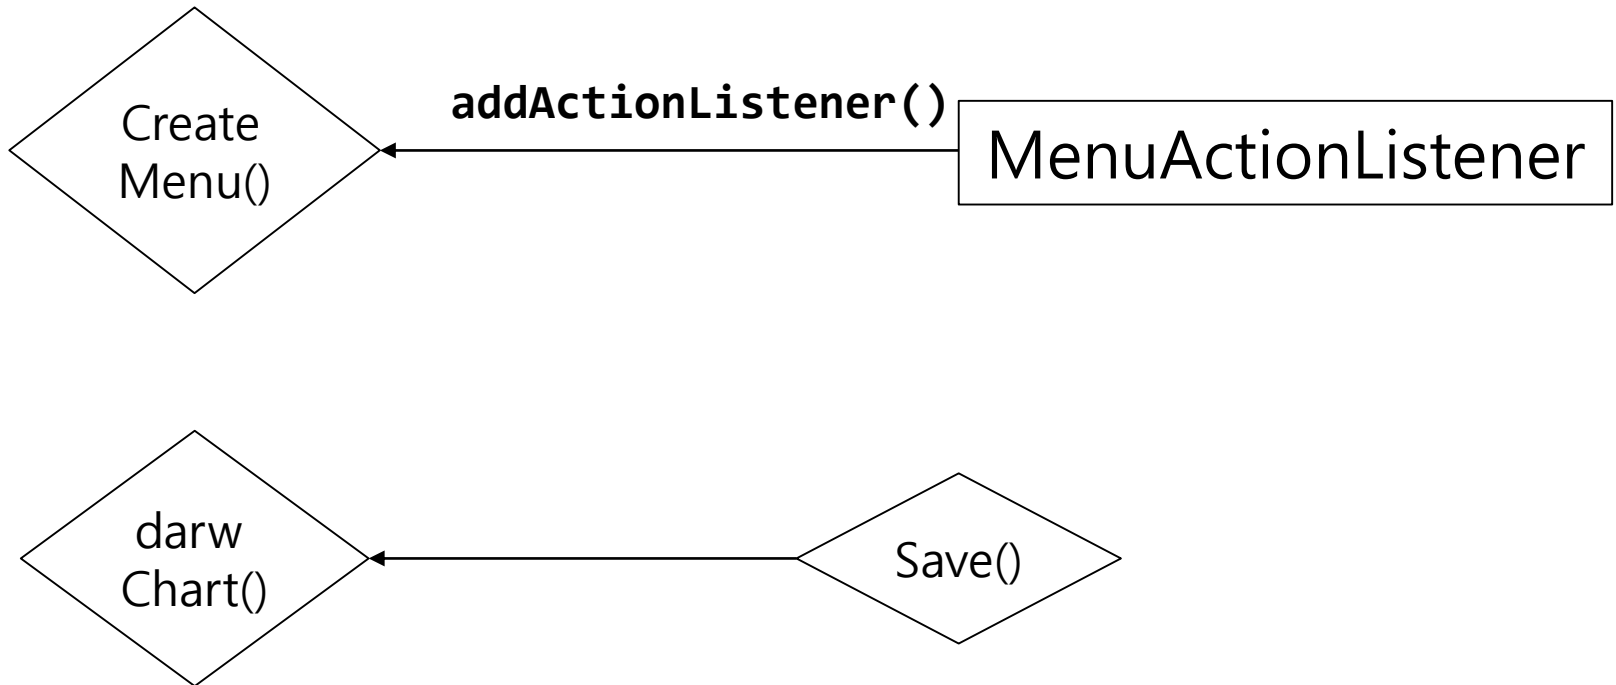 addActionListener()
Create
Menu()
MenuActionListener
darw
Chart()
Save()